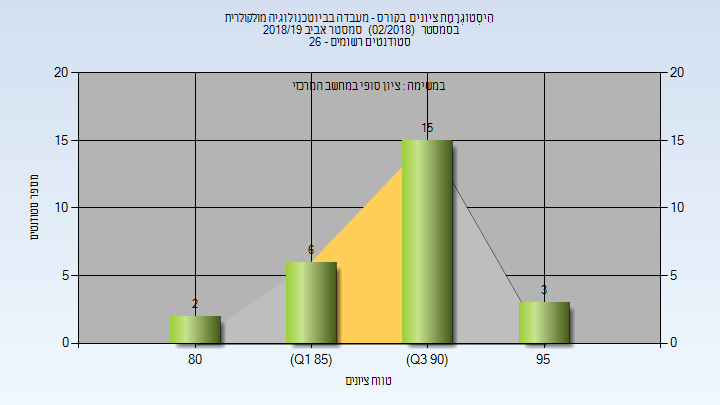 הִיסְטוֹגְרָמַת ציונים בקורס - מעבדה בביוטכנולוגיה מולקולרית
בסמסטר (02/2018) סמסטר אביב 2018/19
סטודנטים רשומים - 26
במשימה : ציון סופי במחשב המרכזי
20
20
15
15
10
10
5
5
0
0
מספר סטודנטים
2
6
15
3
80
(Q1 85)
(Q3 90)
95
טווח ציונים